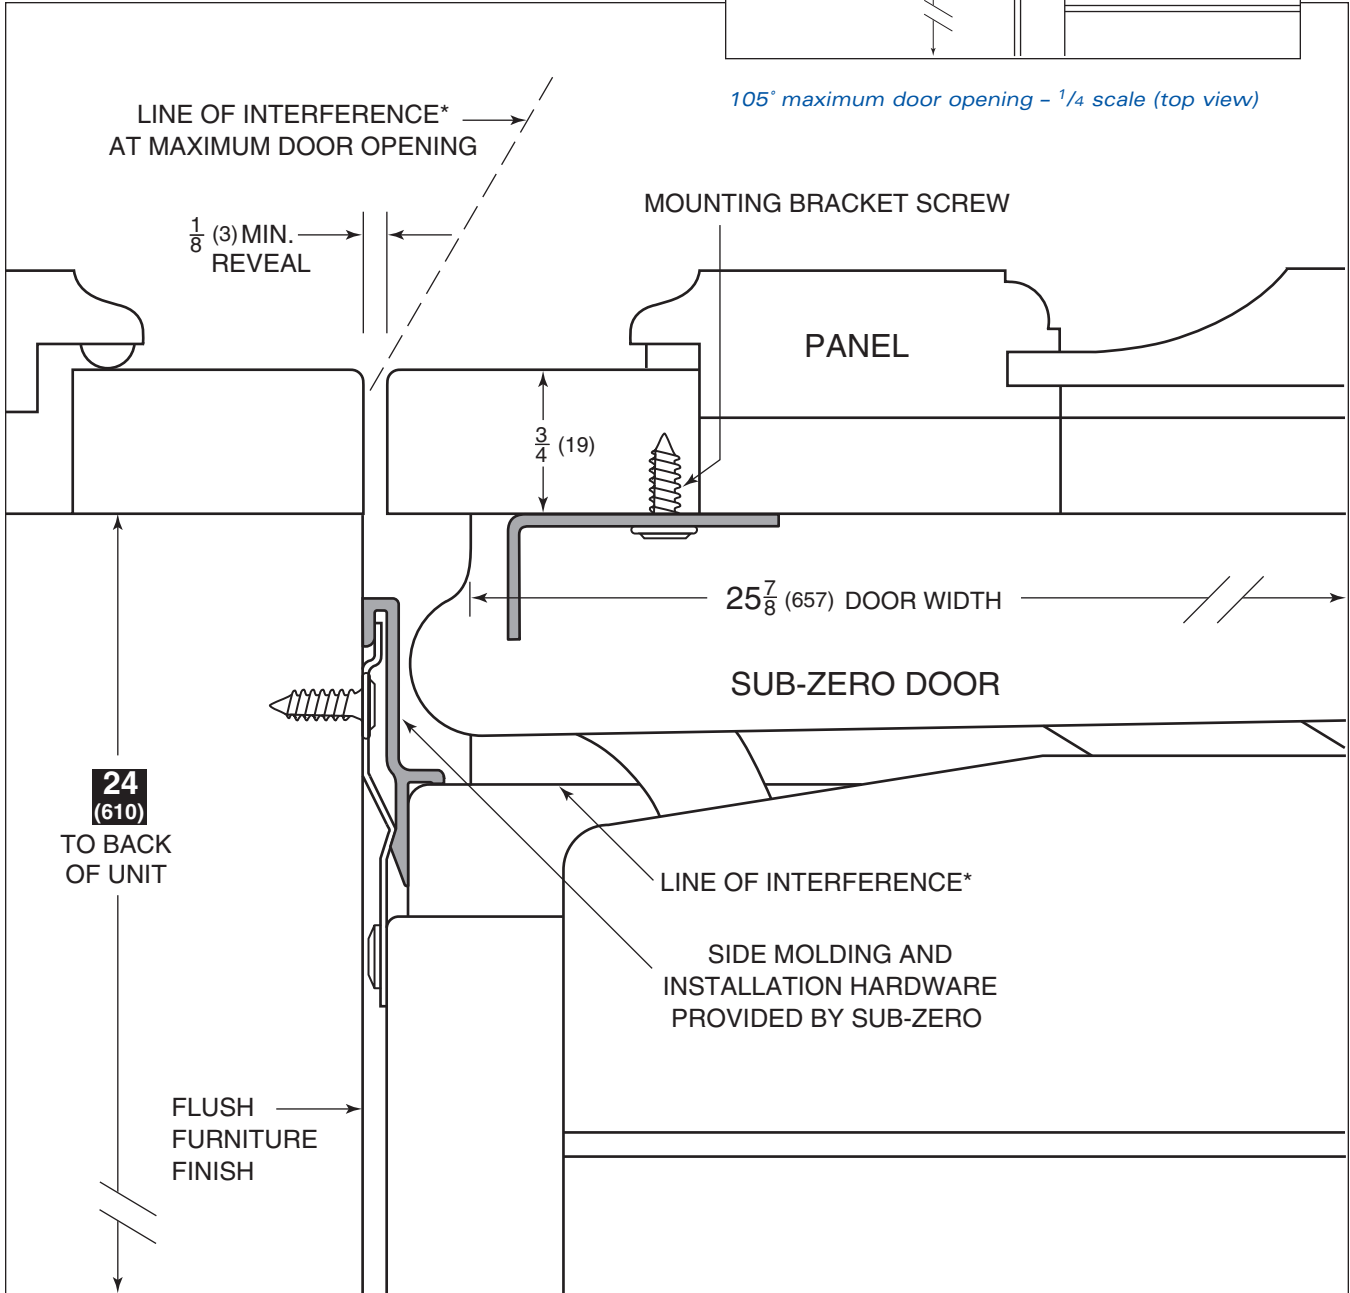 105° maximum door opening – 1/4 scale (top view)
LINE OF INTERFERENCE*
AT MAXIMUM DOOR OPENING
MOUNTING BRACKET SCREW
1/8 (3) MIN.
REVEAL
PANEL
3/4 (19)
25 7/8 (657) DOOR WIDTH
SUB-ZERO DOOR
24
(610)
TO BACK
OF UNIT
LINE OF INTERFERENCE*
SIDE MOLDING AND
INSTALLATION HARDWARE
PROVIDED BY SUB-ZERO
FLUSH
FURNITURE
FINISH